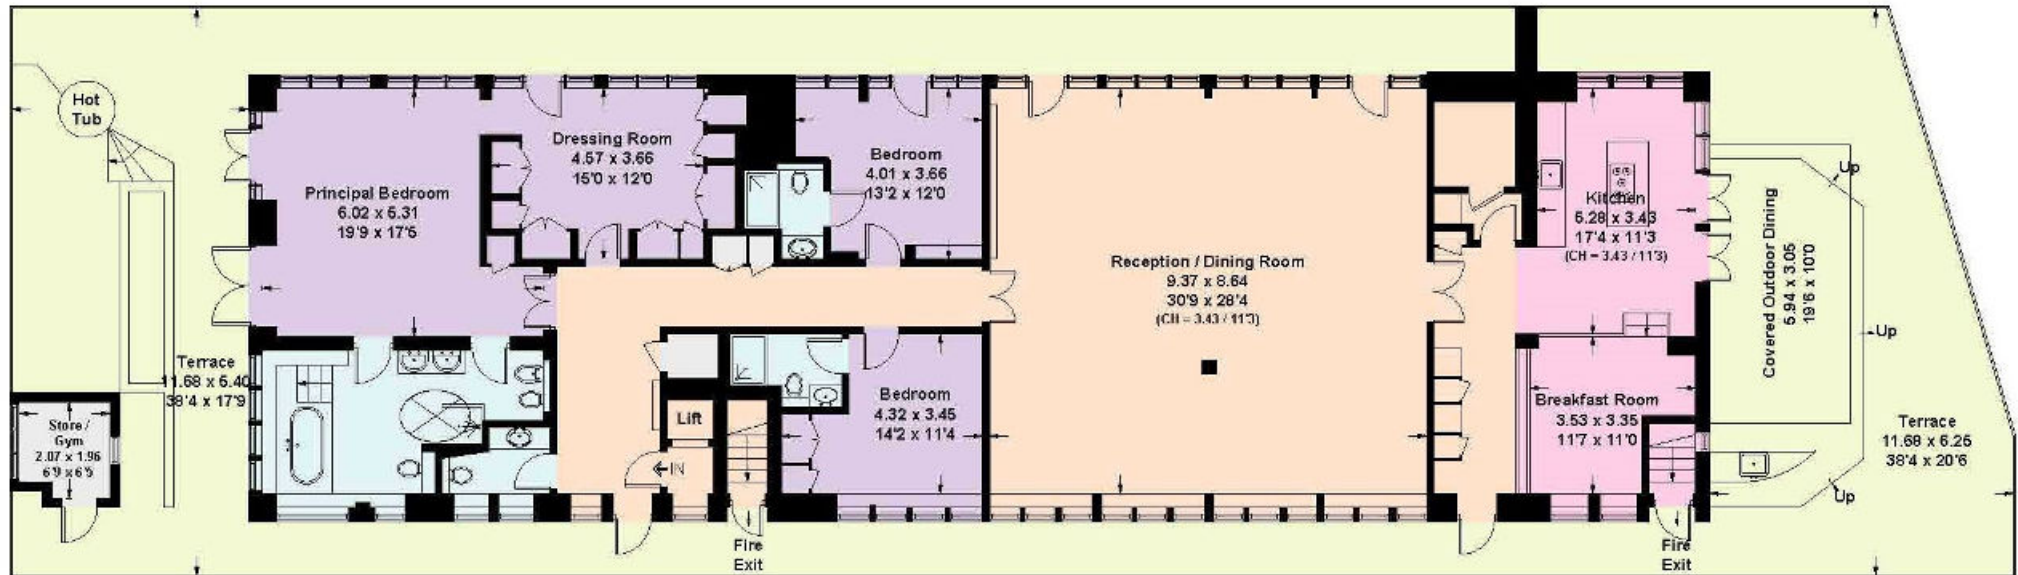 Hot
Tub
Dressing Room
4.57 x 3.66
15'0 x 12'0
Bedroom
4.01 x 3.66
13'2 x 12'0
Principal Bedroom
6.02 x 5.31
19'9 x 17'5
Kitchen
5.28 x 3.43
17'4 x 11'3
(CH = 3.43 / 11'3)
Reception / Dining Room
9.37 x 8.64
30'9 x 28'4
(CH = 3.43 / 11'3)
Covered Outdoor Dining
5.94 x 3.05
19'6 x 10'0
Up
Up
Up
Terrace
11.68 x 5.40
38'4 x 17'9
Store /
Gym
2.07 x 1.96
6'9 x 6'5
Lift
IN
Bedroom
4.32 x 3.45
14'2 x 11'4
Breakfast Room
3.53 x 3.35
11'7 x 11'0
Terrace
11.68 x 6.25
38'4 x 20'6
Fire
Exit
Fire
Exit